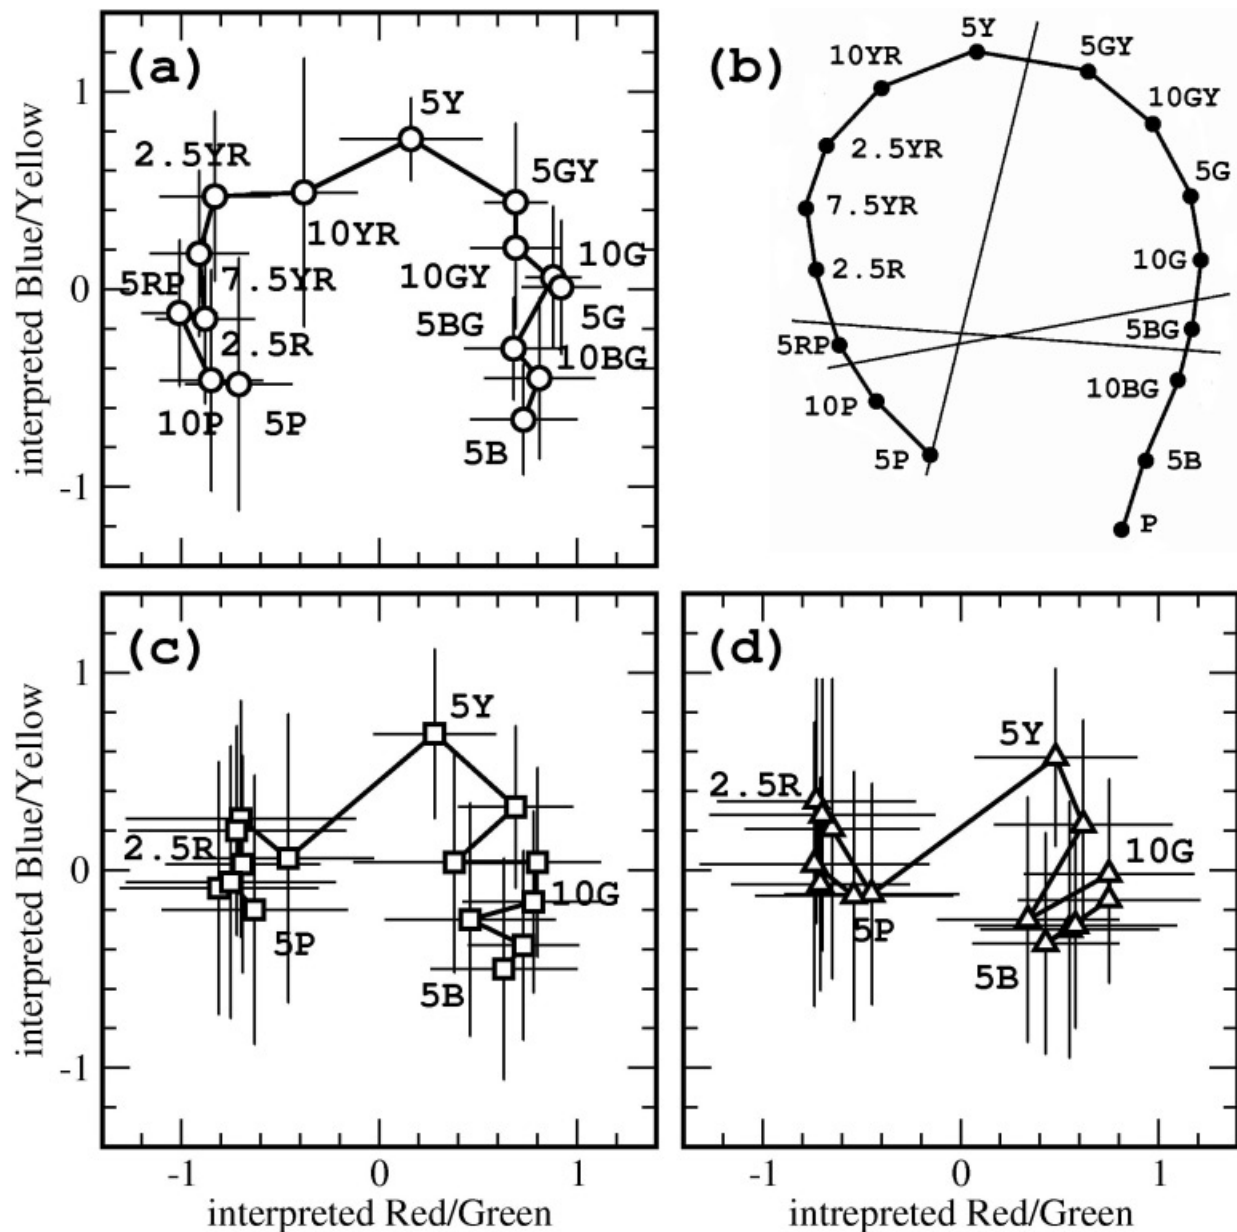 (a)
5Y
2.5YR
10YR
5GY
10GY
10G
5G
5RP
7.5YR
2.5R
5BG
10BG
10P
5P
5B
1
0
-1
interpreted Blue/Yellow
(b)
5Y
5GY
10YR
10GY
2.5YR
5G
7.5YR
10G
2.5R
5BG
5RP
10BG
10P
5P
5B
P
(c)
5Y
2.5R
10G
5P
5B
1
0
-1
interpreted Blue/Yellow
-1
0
1
interpreted Red/Green
(d)
5Y
2.5R
10G
5P
5B
-1
0
1
intrepreted Red/Green